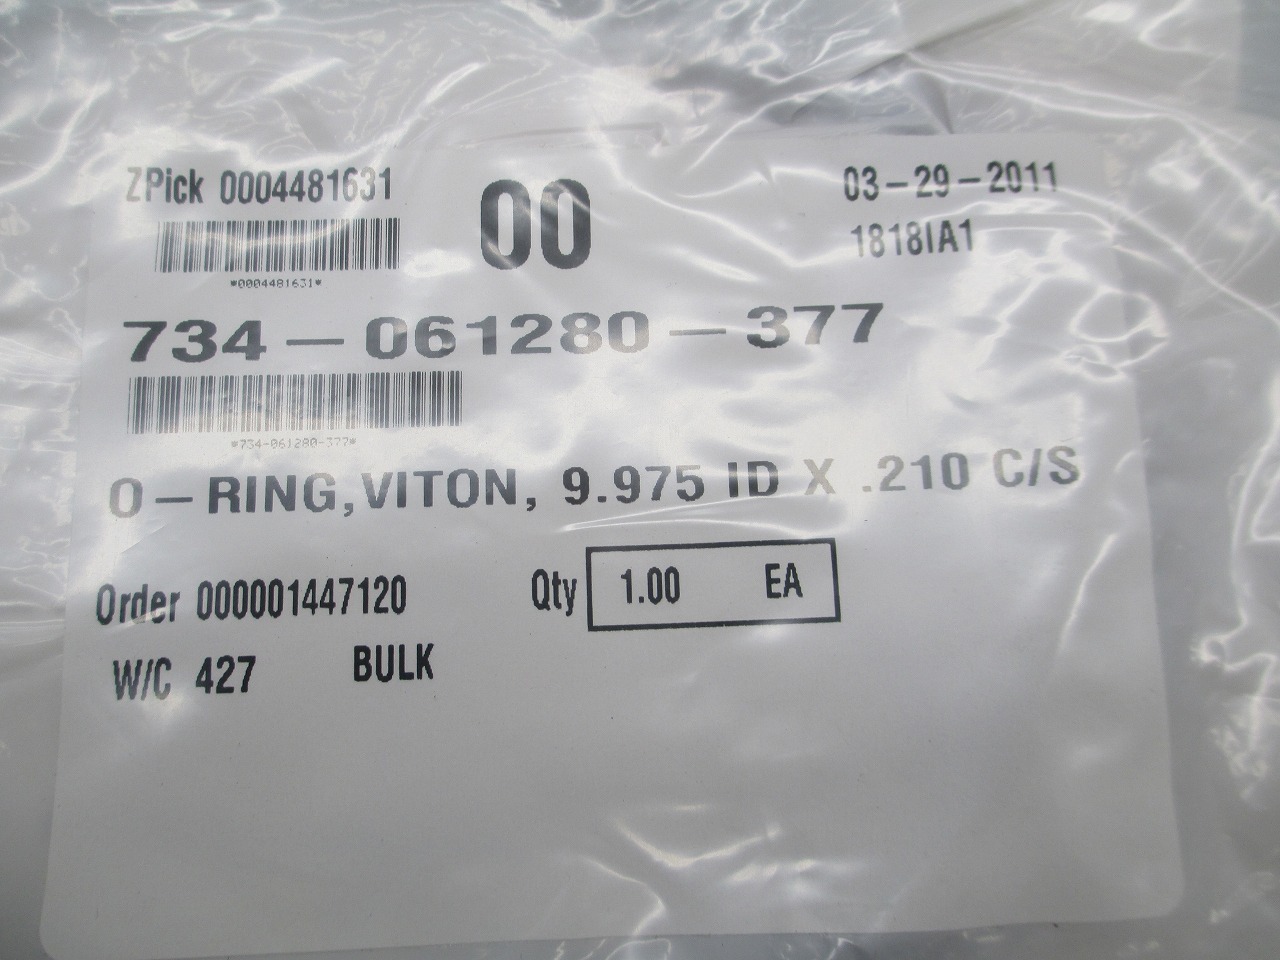 ZPick 0004481631
00
03-29-2011
1818IA1
*0004481631*
734-061280-377
*734-061280-377*
O-RING,VITON, 9.975 ID X .210 C/S
Order 000001447120
Qty 1.00 EA
W/C 427 BULK